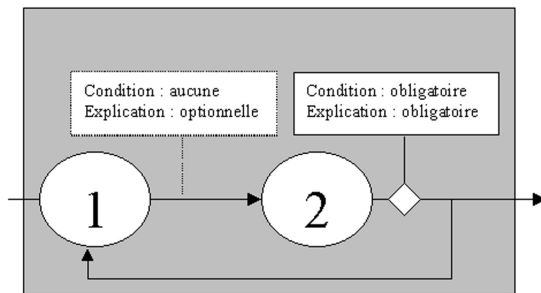 Condition : aucune
Explication : optionnelle
Condition : obligatoire
Explication : obligatoire
1
2